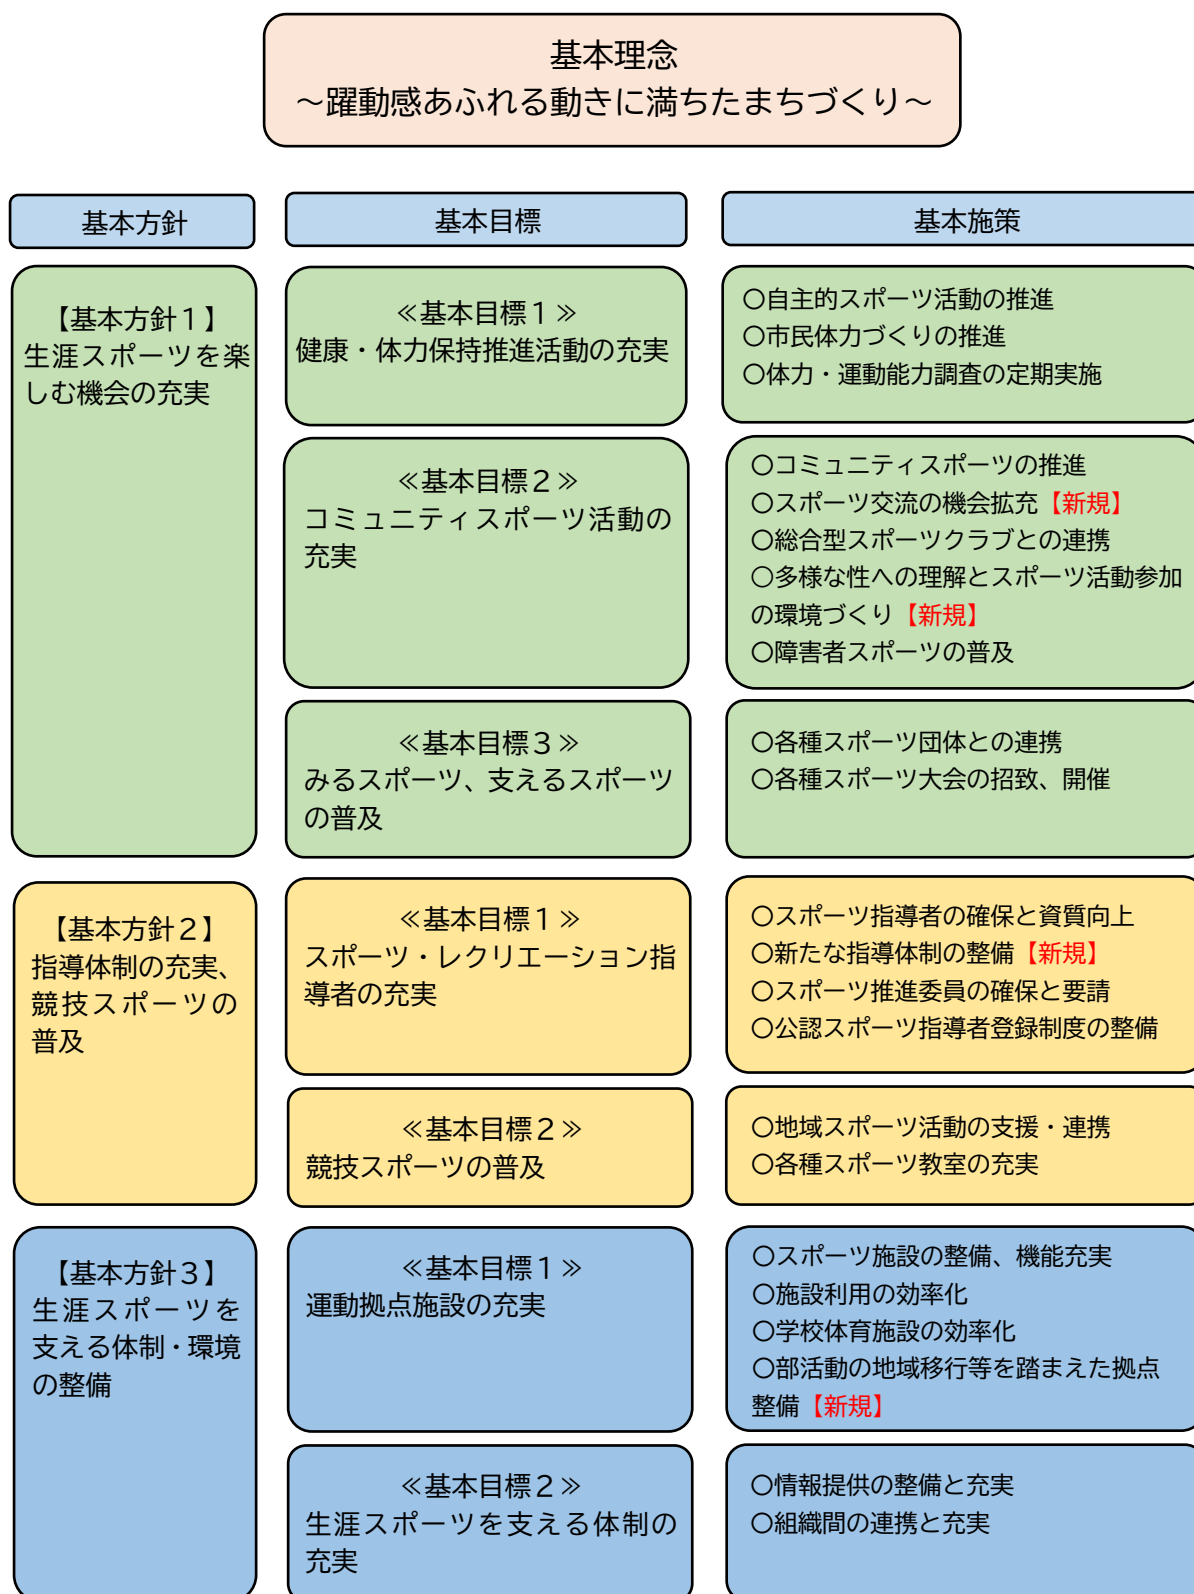 基本理念
～躍動感あふれる動きに満ちたまちづくり～
基本方針
基本目標
基本施策
【基本方針１】
生涯スポーツを楽
しむ機会の充実
≪基本目標１≫
健康・体力保持推進活動の充実
〇自主的スポーツ活動の推進
〇市民体力づくりの推進
〇体力・運動能力調査の定期実施
≪基本目標２≫
コミュニティスポーツ活動の
充実
〇コミュニティスポーツの推進
〇スポーツ交流の機会拡充【新規】
〇総合型スポーツクラブとの連携
〇多様な性への理解とスポーツ活動参加
の環境づくり【新規】
〇障害者スポーツの普及
≪基本目標３≫
みるスポーツ、支えるスポーツ
の普及
〇各種スポーツ団体との連携
〇各種スポーツ大会の招致、開催
【基本方針２】
指導体制の充実、
競技スポーツの
普及
≪基本目標１≫
スポーツ・レクリエーション指
導者の充実
〇スポーツ指導者の確保と資質向上
〇新たな指導体制の整備【新規】
〇スポーツ推進委員の確保と要請
〇公認スポーツ指導者登録制度の整備
≪基本目標２≫
競技スポーツの普及
〇地域スポーツ活動の支援・連携
〇各種スポーツ教室の充実
【基本方針３】
生涯スポーツを
支える体制・環境
の整備
≪基本目標１≫
運動拠点施設の充実
〇スポーツ施設の整備、機能充実
〇施設利用の効率化
〇学校体育施設の効率化
〇部活動の地域移行等を踏まえた拠点
整備【新規】
≪基本目標２≫
生涯スポーツを支える体制の
充実
〇情報提供の整備と充実
〇組織間の連携と充実